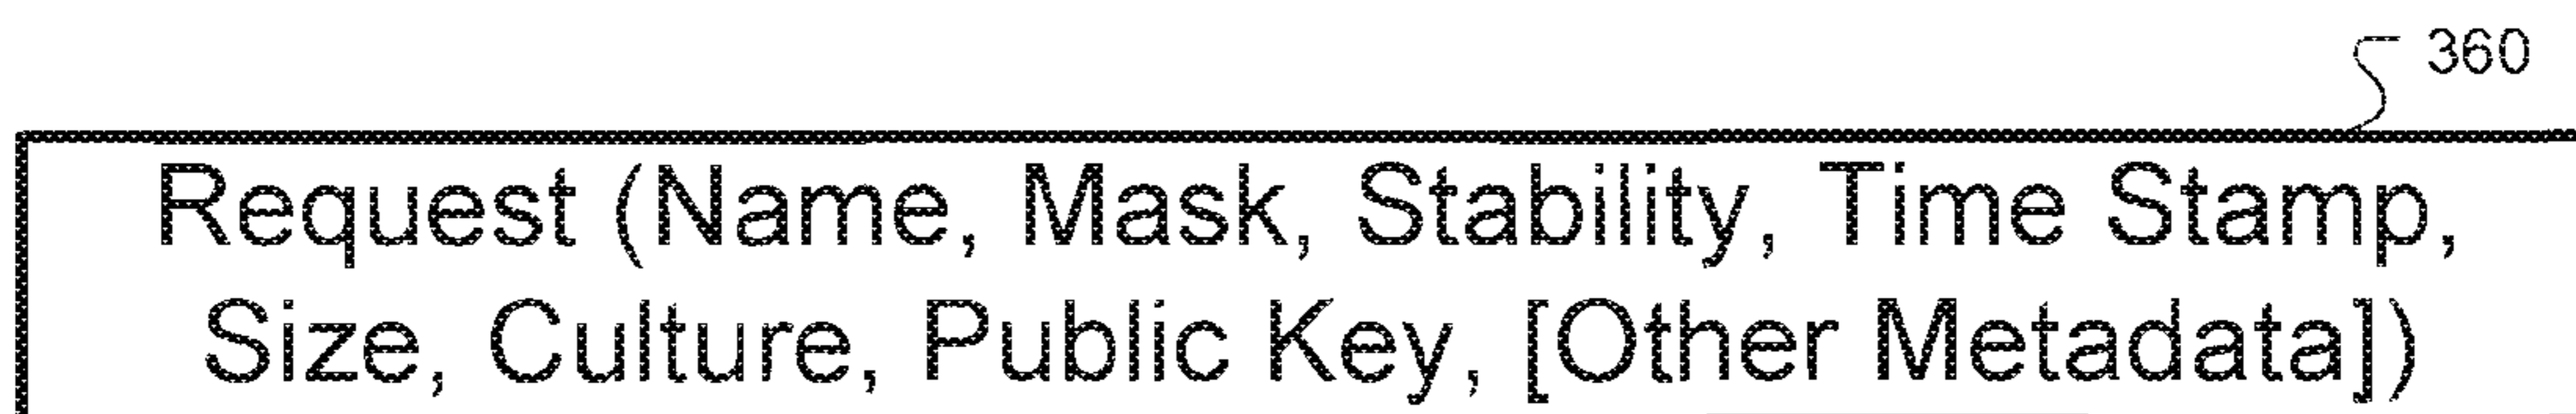 360
Request (Name, Mask, Stability, Time Stamp,
Size, Culture, Public Key, [Other Metadata])